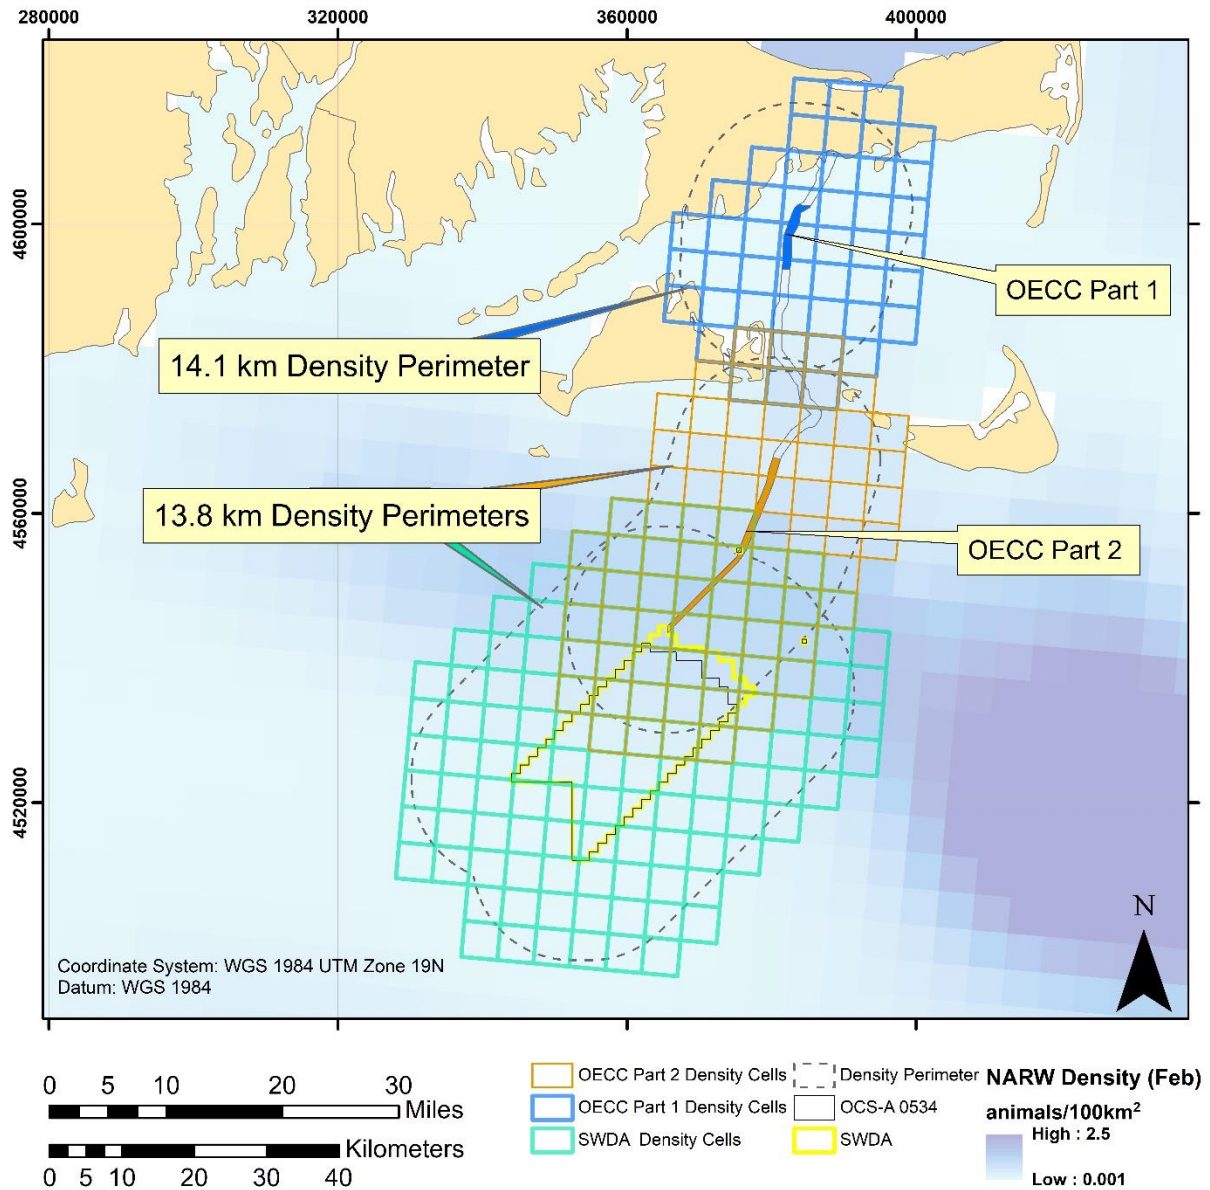 280000 320000 360000 400000
4600000
OECC Part 1
14.1 km Density Perimeter
4560000
13.8 km Density Perimeters
OECC Part 2
4520000
N
Coordinate System: WGS 1984 UTM Zone 19N
Datum: WGS 1984
0 5 10 20 30
Miles
Kilometers
0 5 10 20 30 40
OECC Part 2 Density Cells
OECC Part 1 Density Cells
SWDA Density Cells
Density Perimeter
OCS-A 0534
SWDA
NARW Density (Feb)
animals/100km²
High : 2.5
Low : 0.001